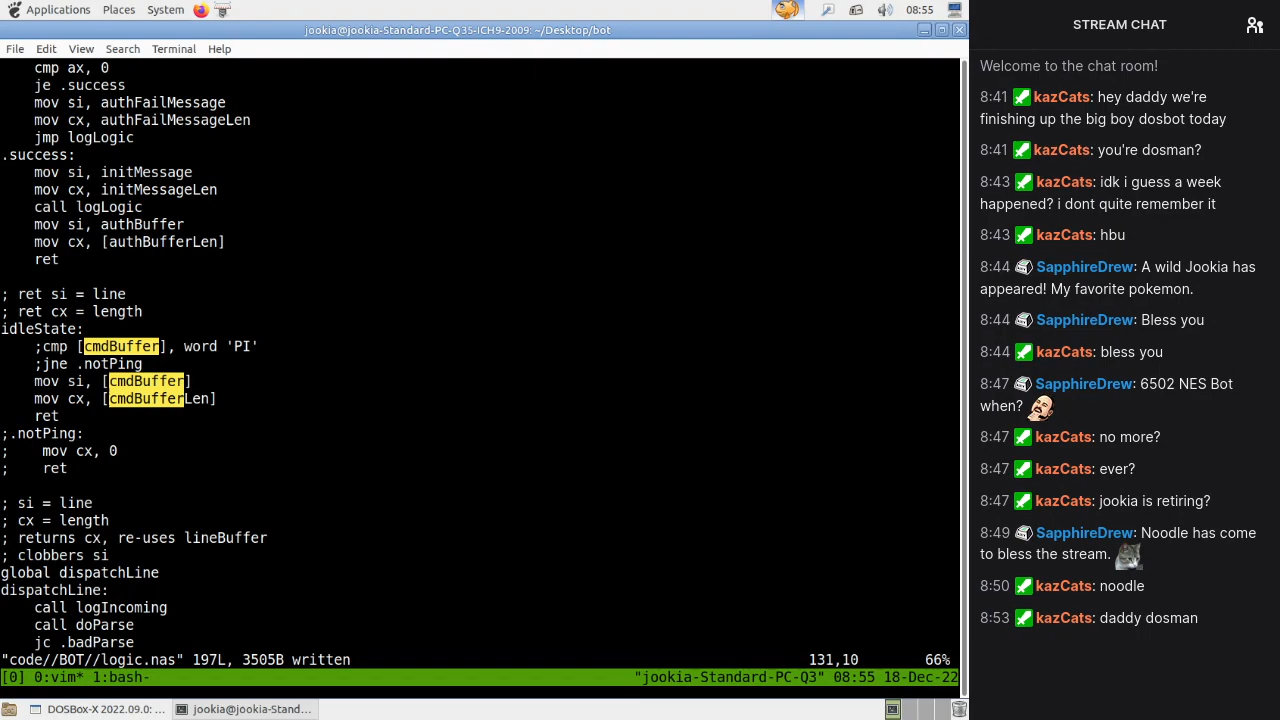 Applications Places System 08:55
jookia@jookia-Standard-PC-Q35-ICH9-2009: ~/Desktop/bot
File Edit View Search Terminal Help
cmp ax, 0
je .success
mov si, authFailMessage
mov cx, authFailMessageLen
jmp logLogic
.success:
mov si, initMessage
mov cx, initMessageLen
call logLogic
mov si, authBuffer
mov cx, [authBufferLen]
ret
; ret si = line
; ret cx = length
idleState:
;cmp [cmdBuffer], word 'PI'
;jne .notPing
mov si, [cmdBuffer]
mov cx, [cmdBufferLen]
ret
;.notPing:
;    mov cx, 0
;    ret
; si = line
; cx = length
; returns cx, re-uses lineBuffer
; clobbers si
global dispatchLine
dispatchLine:
call logIncoming
call doParse
jc .badParse
"code//BOT//logic.nas" 197L, 3505B written 131,10 66%
[0] 0:vim* 1:bash- "jookia-Standard-PC-Q3" 08:55 18-Dec-22
DOSBox-X 2022.09.0: ... jookia@jookia-Stand...
STREAM CHAT
Welcome to the chat room!
8:41 kazCats: hey daddy we're
finishing up the big boy dosbot today
8:41 kazCats: you're dosman?
8:43 kazCats: idk i guess a week
happened? i dont quite remember it
8:43 kazCats: hbu
8:44 SapphireDrew: A wild Jookia has
appeared! My favorite pokemon.
8:44 SapphireDrew: Bless you
8:44 kazCats: bless you
8:47 SapphireDrew: 6502 NES Bot
when?
8:47 kazCats: no more?
8:47 kazCats: ever?
8:47 kazCats: jookia is retiring?
8:49 SapphireDrew: Noodle has come
to bless the stream.
8:50 kazCats: noodle
8:53 kazCats: daddy dosman